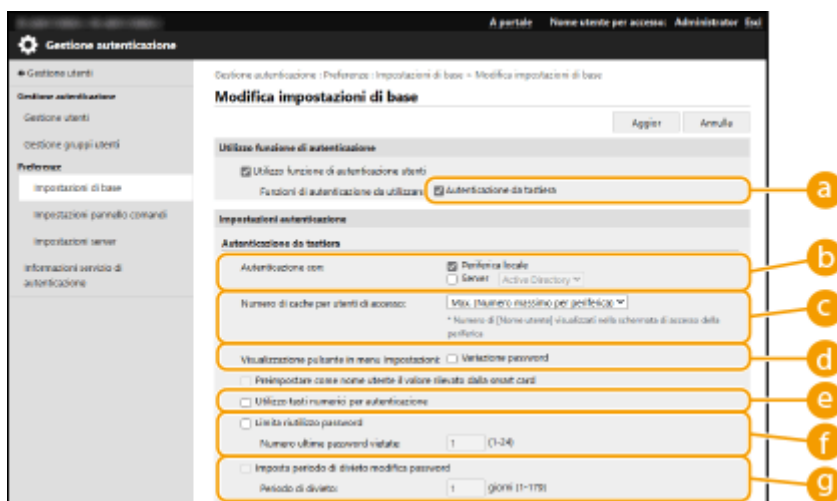 A portale Nome utente per accesso: Administrator Esci
Gestione autenticazione
Gestione utenti
Gestione autenticazione
Gestione utenti
Gestione gruppi utenti
Preferenze
Impostazioni di base
Impostazioni pannello comandi
Impostazioni server
Informazioni servizio di
autenticazione
Gestione autenticazione : Preferenze : Impostazioni di base > Modifica impostazioni di base
Modifica impostazioni di base
Aggior Annulla
Utilizzo funzione di autenticazione
Utilizzo funzione di autenticazione utenti
Funzioni di autenticazione da utilizzare: Autenticazione da tastiera
a
Impostazioni autenticazione
Autenticazione da tastiera
Autenticazione con: Periferica locale
Server Active Directory
b
Numero di cache per utenti di accesso: Max. (Numero massimo per periferica)
* Numero di [Nome utente] visualizzati nella schermata di accesso della
periferica
c
Visualizzazione pulsante in menu Impostazioni: Variazione password
d
Preimpostare come nome utente il valore rilevato dalla smart card
Utilizzo tasti numerici per autenticazione
e
Limita riutilizzo password
Numero ultime password vietate: 1 (1-24)
f
Imposta periodo di divieto modifica password
Periodo di divieto: 1 giorni (1-179)
g